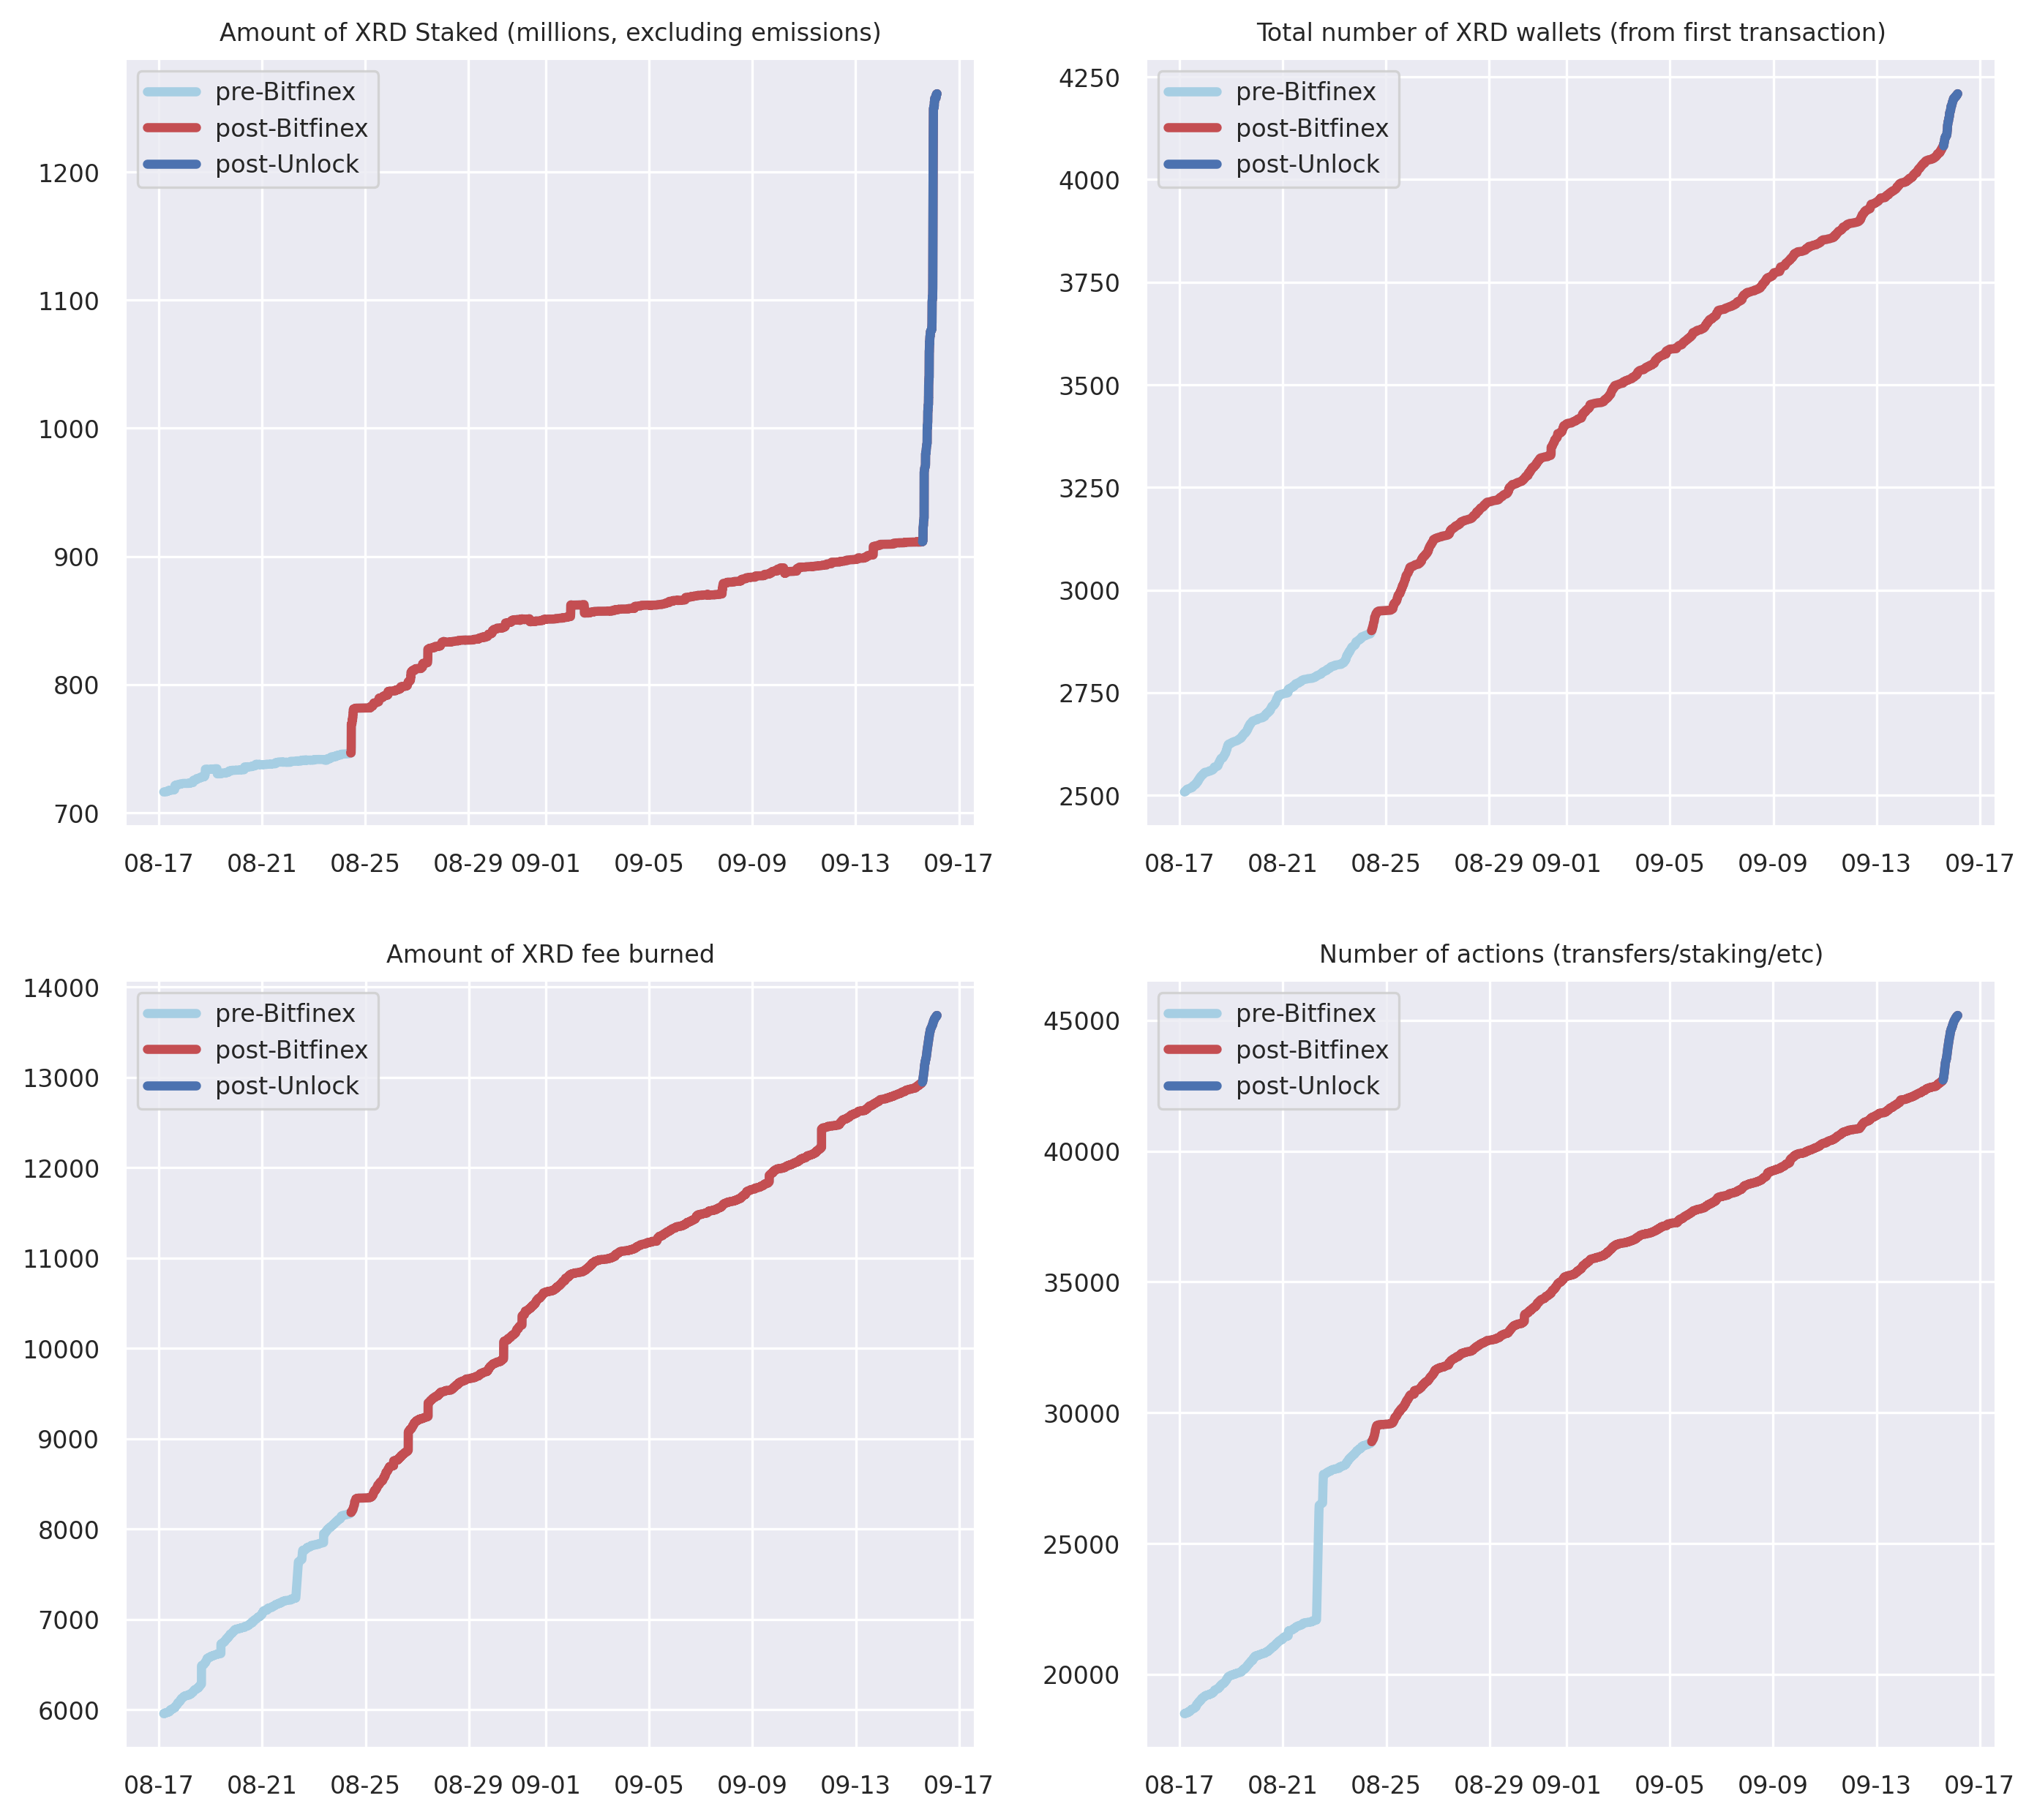 Amount of XRD Staked (millions, excluding emissions)
pre-Bitfinex
post-Bitfinex
post-Unlock
1200
1100
1000
900
800
700
08-17 08-21 08-25 08-29 09-01 09-05 09-09 09-13 09-17
Total number of XRD wallets (from first transaction)
pre-Bitfinex
post-Bitfinex
post-Unlock
4250
4000
3750
3500
3250
3000
2750
2500
08-17 08-21 08-25 08-29 09-01 09-05 09-09 09-13 09-17
Amount of XRD fee burned
pre-Bitfinex
post-Bitfinex
post-Unlock
14000
13000
12000
11000
10000
9000
8000
7000
6000
08-17 08-21 08-25 08-29 09-01 09-05 09-09 09-13 09-17
Number of actions (transfers/staking/etc)
pre-Bitfinex
post-Bitfinex
post-Unlock
45000
40000
35000
30000
25000
20000
08-17 08-21 08-25 08-29 09-01 09-05 09-09 09-13 09-17